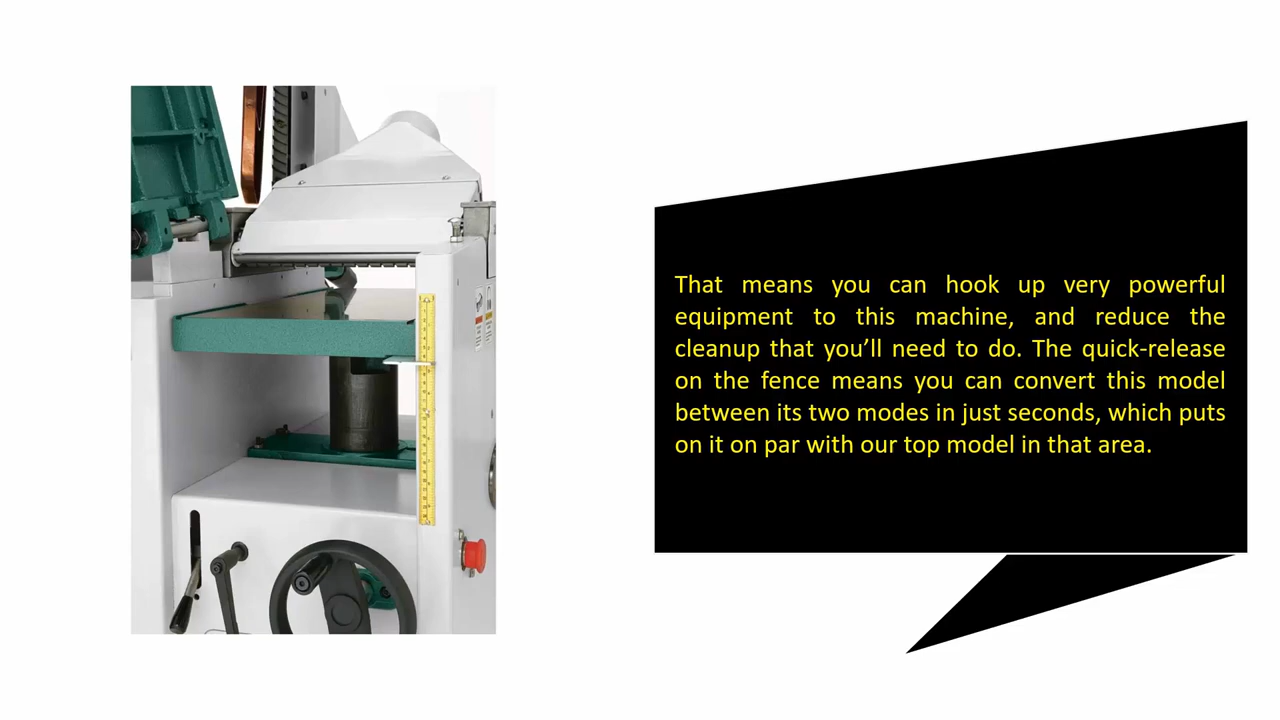 That means you can hook up very powerful
equipment to this machine, and reduce the
cleanup that you’ll need to do. The quick-release
on the fence means you can convert this model
between its two modes in just seconds, which puts
on it on par with our top model in that area.